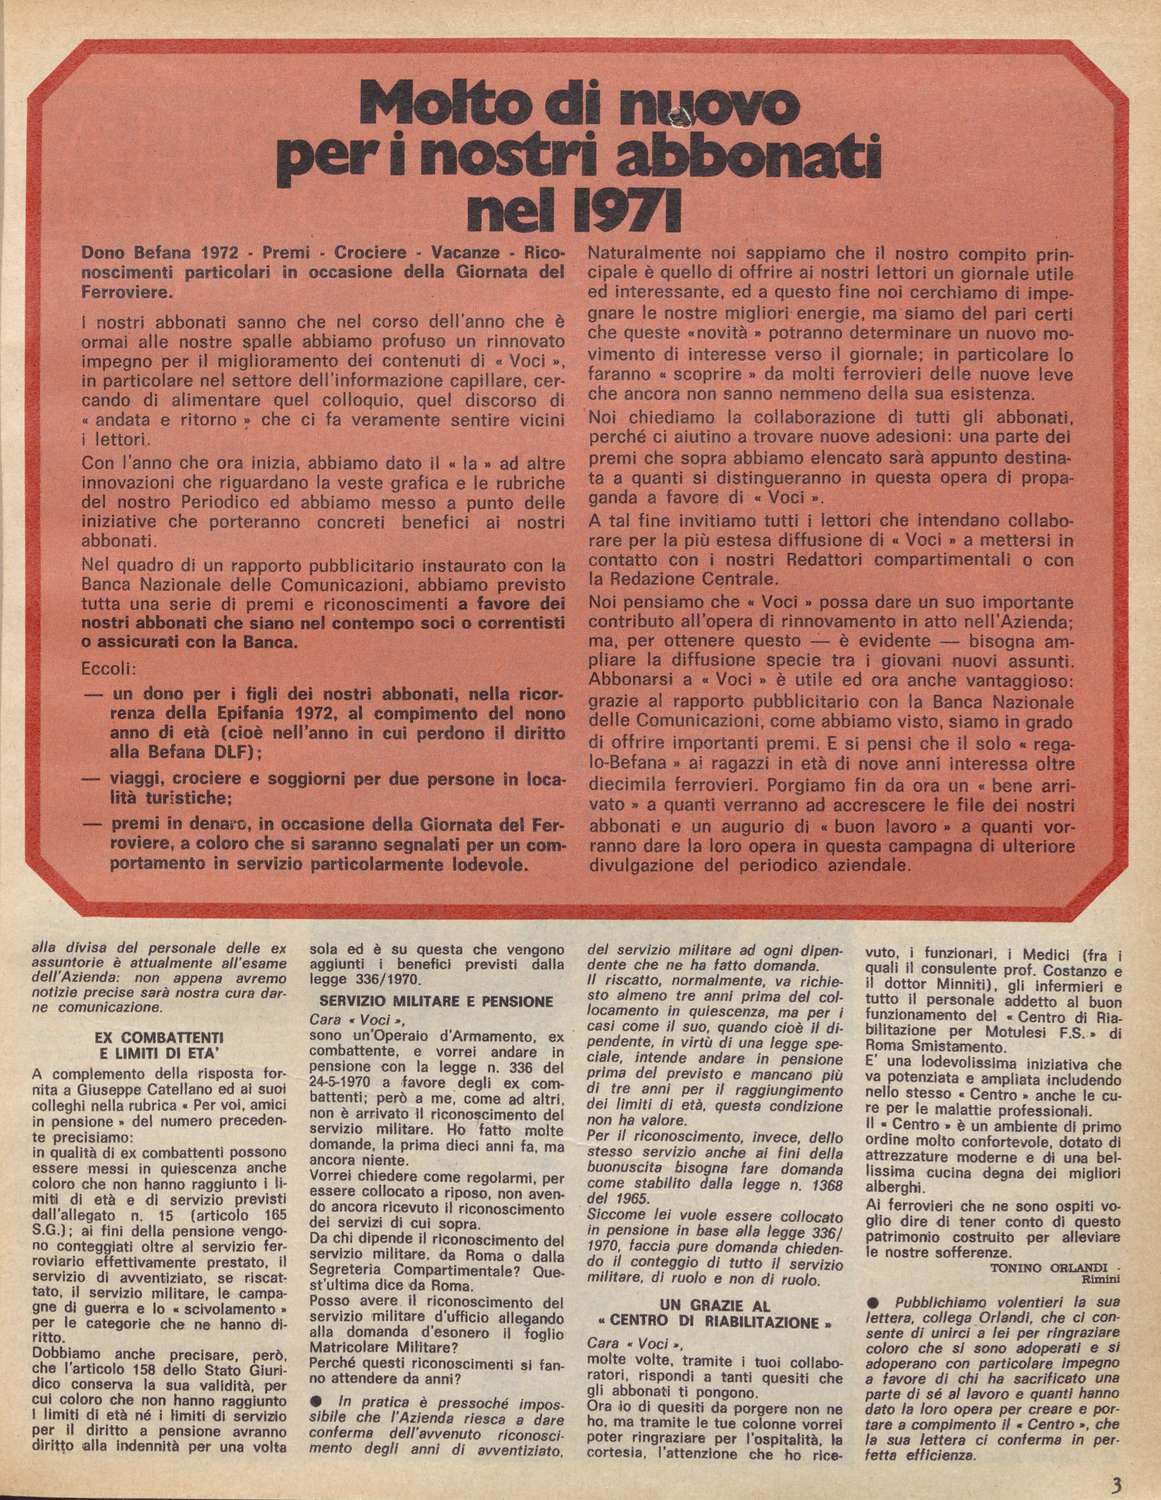 Molto di nuovo
per i nostri abbonati
nel 1971
Dono Befana 1972 - Premi - Crociere - Vacanze - Rico-
noscimenti particolari in occasione della Giornata del
Ferroviere.
I nostri abbonati sanno che nel corso dell'anno che è
ormai alle nostre spalle abbiamo profuso un rinnovato
impegno per il miglioramento dei contenuti di « Voci »,
in particolare nel settore dell'informazione capillare, cer-
cando di alimentare quel colloquio, quel discorso di
« andata e ritorno » che ci fa veramente sentire vicini
i lettori.
Con l'anno che ora inizia, abbiamo dato il « la » ad altre
innovazioni che riguardano la veste grafica e le rubriche
del nostro Periodico ed abbiamo messo a punto delle
iniziative che porteranno concreti benefici ai nostri
abbonati.
Nel quadro di un rapporto pubblicitario instaurato con la
Banca Nazionale delle Comunicazioni, abbiamo previsto
tutta una serie di premi e riconoscimenti a favore dei
nostri abbonati che siano nel contempo soci o correntisti
o assicurati con la Banca.
Eccoli:
— un dono per i figli dei nostri abbonati, nella ricor-
renza della Epifania 1972, al compimento del nono
anno di età (cioè nell'anno in cui perdono il diritto
alla Befana DLF);
— viaggi, crociere e soggiorni per due persone in loca-
lità turistiche;
— premi in denaro, in occasione della Giornata del Fer-
roviere, a coloro che si saranno segnalati per un com-
portamento in servizio particolarmente lodevole.
Naturalmente noi sappiamo che il nostro compito prin-
cipale è quello di offrire ai nostri lettori un giornale utile
ed interessante, ed a questo fine noi cerchiamo di impe-
gnare le nostre migliori energie, ma siamo del pari certi
che queste «novità » potranno determinare un nuovo mo-
vimento di interesse verso il giornale; in particolare lo
faranno « scoprire » da molti ferrovieri delle nuove leve
che ancora non sanno nemmeno della sua esistenza.
Noi chiediamo la collaborazione di tutti gli abbonati,
perché ci aiutino a trovare nuove adesioni: una parte dei
premi che sopra abbiamo elencato sarà appunto destina-
ta a quanti si distingueranno in questa opera di propa-
ganda a favore di « Voci ».
A tal fine invitiamo tutti i lettori che intendano collabo-
rare per la più estesa diffusione di « Voci » a mettersi in
contatto con i nostri Redattori compartimentali o con
la Redazione Centrale.
Noi pensiamo che « Voci » possa dare un suo importante
contributo all'opera di rinnovamento in atto nell'Azienda;
ma, per ottenere questo — è evidente — bisogna am-
pliare la diffusione specie tra i giovani nuovi assunti.
Abbonarsi a « Voci » è utile ed ora anche vantaggioso:
grazie al rapporto pubblicitario con la Banca Nazionale
delle Comunicazioni, come abbiamo visto, siamo in grado
di offrire importanti premi. E si pensi che il solo « rega-
lo-Befana » ai ragazzi in età di nove anni interessa oltre
diecimila ferrovieri. Porgiamo fin da ora un « bene arri-
vato » a quanti verranno ad accrescere le file dei nostri
abbonati e un augurio di « buon lavoro » a quanti vor-
ranno dare la loro opera in questa campagna di ulteriore
divulgazione del periodico aziendale.
alla divisa del personale delle ex
assuntorie è attualmente all'esame
dell'Azienda: non appena avremo
notizie precise sarà nostra cura dar-
ne comunicazione.
EX COMBATTENTI
E LIMITI DI ETA'
A complemento della risposta for-
nita a Giuseppe Catellano ed ai suoi
colleghi nella rubrica « Per voi, amici
in pensione » del numero preceden-
te precisiamo:
in qualità di ex combattenti possono
essere messi in quiescenza anche
coloro che non hanno raggiunto i li-
miti di età e di servizio previsti
dall'allegato n. 15 (articolo 165
S.G.); ai fini della pensione vengo-
no conteggiati oltre al servizio fer-
roviario effettivamente prestato, il
servizio di avventiziato, se riscat-
tato, il servizio militare, le campa-
gne di guerra e lo « scivolamento »
per le categorie che ne hanno di-
ritto.
Dobbiamo anche precisare, però,
che l'articolo 158 dello Stato Giuri-
dico conserva la sua validità, per
cui coloro che non hanno raggiunto
i limiti di età né i limiti di servizio
per il diritto a pensione avranno
diritto alla indennità per una volta
sola ed è su questa che vengono
aggiunti i benefici previsti dalla
legge 336/1970.
SERVIZIO MILITARE E PENSIONE
Cara « Voci »,
sono un'Operaio d'Armamento, ex
combattente, e vorrei andare in
pensione con la legge n. 336 del
24-5-1970 a favore degli ex com-
battenti; però a me, come ad altri,
non è arrivato il riconoscimento del
servizio militare. Ho fatto molte
domande, la prima dieci anni fa, ma
ancora niente.
Vorrei chiedere come regolarmi, per
essere collocato a riposo, non aven-
do ancora ricevuto il riconoscimento
dei servizi di cui sopra.
Da chi dipende il riconoscimento del
servizio militare, da Roma o dalla
Segreteria Compartimentale? Que-
st'ultima dice da Roma.
Posso avere il riconoscimento del
servizio militare d'ufficio allegando
alla domanda d'esonero il foglio
Matricolare Militare?
Perché questi riconoscimenti si fan-
no attendere da anni?
● In pratica è pressoché impos-
sibile che l'Azienda riesca a dare
conferma dell'avvenuto riconosci-
mento degli anni di avventiziato,
del servizio militare ad ogni dipen-
dente che ne ha fatto domanda.
Il riscatto, normalmente, va richie-
sto almeno tre anni prima del col-
locamento in quiescenza, ma per i
casi come il suo, quando cioè il di-
pendente, in virtù di una legge spe-
ciale, intende andare in pensione
prima del previsto e mancano più
di tre anni per il raggiungimento
dei limiti di età, questa condizione
non ha valore.
Per il riconoscimento, invece, dello
stesso servizio anche ai fini della
buonuscita bisogna fare domanda
come stabilito dalla legge n. 1368
del 1965.
Siccome lei vuole essere collocato
in pensione in base alla legge 336/
1970, faccia pure domanda chieden-
do il conteggio di tutto il servizio
militare, di ruolo e non di ruolo.
UN GRAZIE AL
« CENTRO DI RIABILITAZIONE »
Cara « Voci »,
molte volte, tramite i tuoi collabo-
ratori, rispondi a tanti quesiti che
gli abbonati ti pongono.
Ora io di quesiti da porgere non ne
ho, ma tramite le tue colonne vorrei
poter ringraziare per l'ospitalità, la
cortesia, l'attenzione che ho rice-
vuto, i funzionari, i Medici (fra i
quali il consulente prof. Costanzo e
il dottor Minniti), gli infermieri e
tutto il personale addetto al buon
funzionamento del « Centro di Ria-
bilitazione per Motulesi F.S. » di
Roma Smistamento.
E' una lodevolissima iniziativa che
va potenziata e ampliata includendo
nello stesso « Centro » anche le cu-
re per le malattie professionali.
Il « Centro » è un ambiente di primo
ordine molto confortevole, dotato di
attrezzature moderne e di una bel-
lissima cucina degna dei migliori
alberghi.
Ai ferrovieri che ne sono ospiti vo-
glio dire di tener conto di questo
patrimonio costruito per alleviare
le nostre sofferenze.
TONINO ORLANDI -
Rimini
● Pubblichiamo volentieri la sua
lettera, collega Orlandi, che ci con-
sente di unirci a lei per ringraziare
coloro che si sono adoperati e si
adoperano con particolare impegno
a favore di chi ha sacrificato una
parte di sé al lavoro e quanti hanno
dato la loro opera per creare e por-
tare a compimento il « Centro », che
la sua lettera ci conferma in per-
fetta efficienza.
3